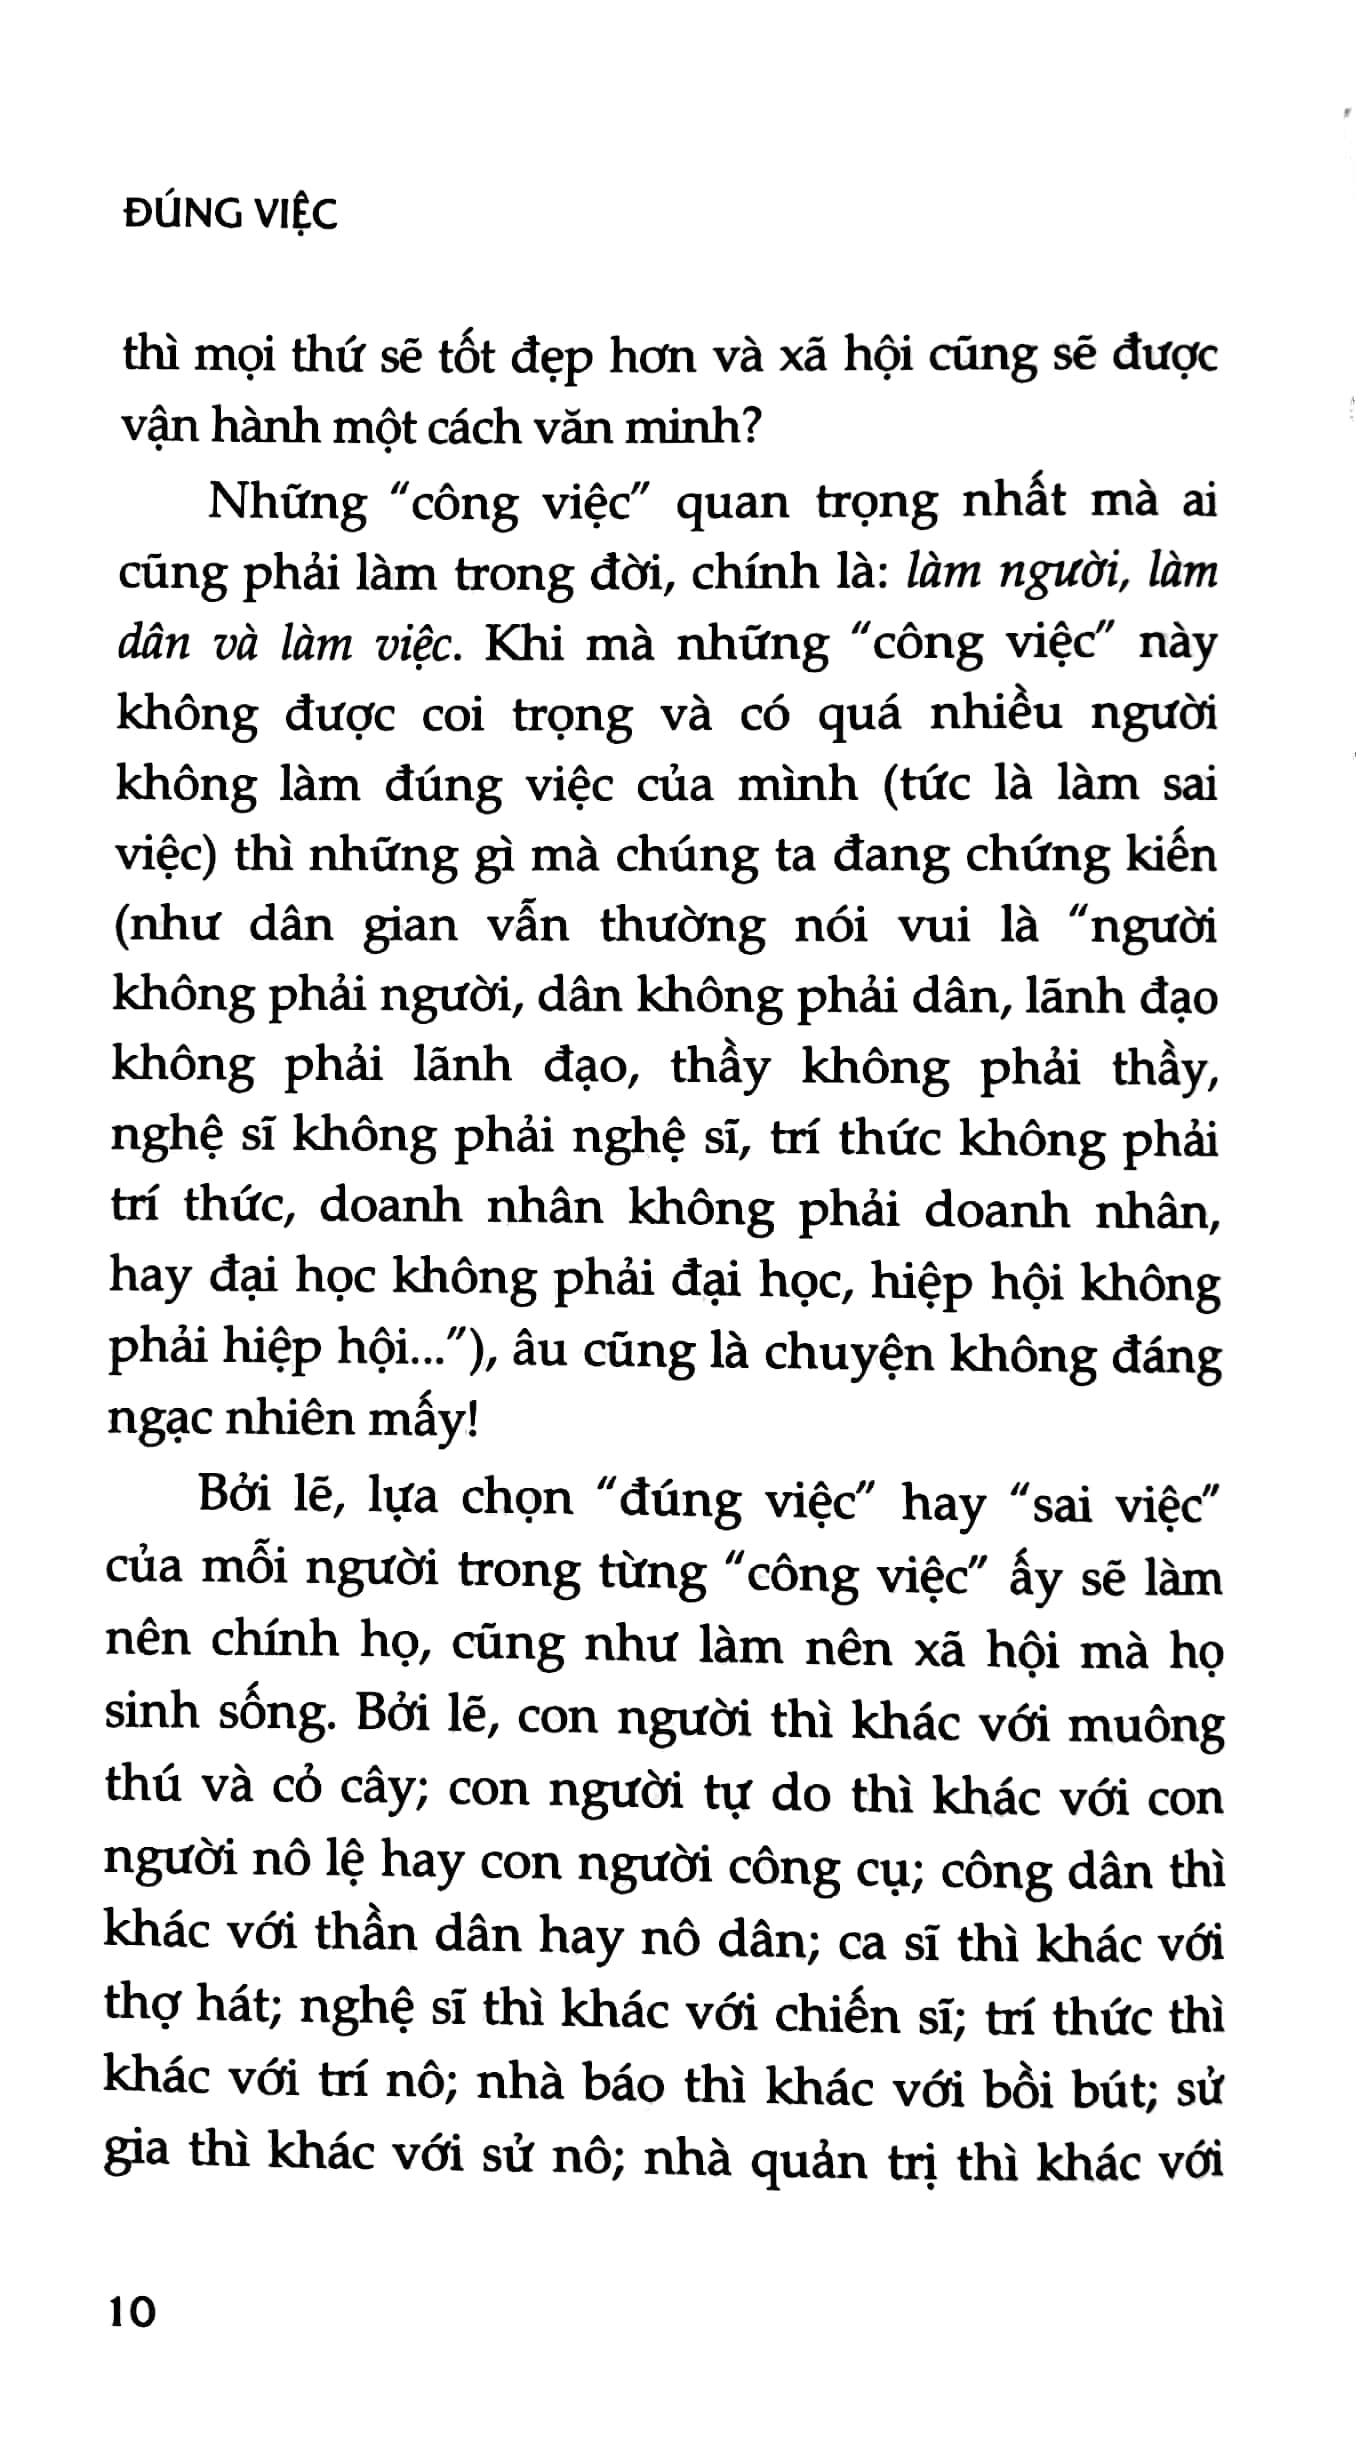 ĐÚNG VIỆC
thì mọi thứ sẽ tốt đẹp hơn và xã hội cũng sẽ được
vận hành một cách văn minh?
Những “công việc” quan trọng nhất mà ai
cũng phải làm trong đời, chính là: làm người, làm
dân và làm việc. Khi mà những “công việc” này
không được coi trọng và có quá nhiều người
không làm đúng việc của mình (tức là làm sai
việc) thì những gì mà chúng ta đang chứng kiến
(như dân gian vẫn thường nói vui là “người
không phải người, dân không phải dân, lãnh đạo
không phải lãnh đạo, thầy không phải thầy,
nghệ sĩ không phải nghệ sĩ, trí thức không phải
trí thức, doanh nhân không phải doanh nhân,
hay đại học không phải đại học, hiệp hội không
phải hiệp hội...”), âu cũng là chuyện không đáng
ngạc nhiên mấy!
Bởi lẽ, lựa chọn “đúng việc” hay “sai việc”
của mỗi người trong từng “công việc” ấy sẽ làm
nên chính họ, cũng như làm nên xã hội mà họ
sinh sống. Bởi lẽ, con người thì khác với muông
thú và cỏ cây; con người tự do thì khác với con
người nô lệ hay con người công cụ; công dân thì
khác với thần dân hay nô dân; ca sĩ thì khác với
thợ hát; nghệ sĩ thì khác với chiến sĩ; trí thức thì
khác với trí nô; nhà báo thì khác với bồi bút; sử
gia thì khác với sử nô; nhà quản trị thì khác với
10